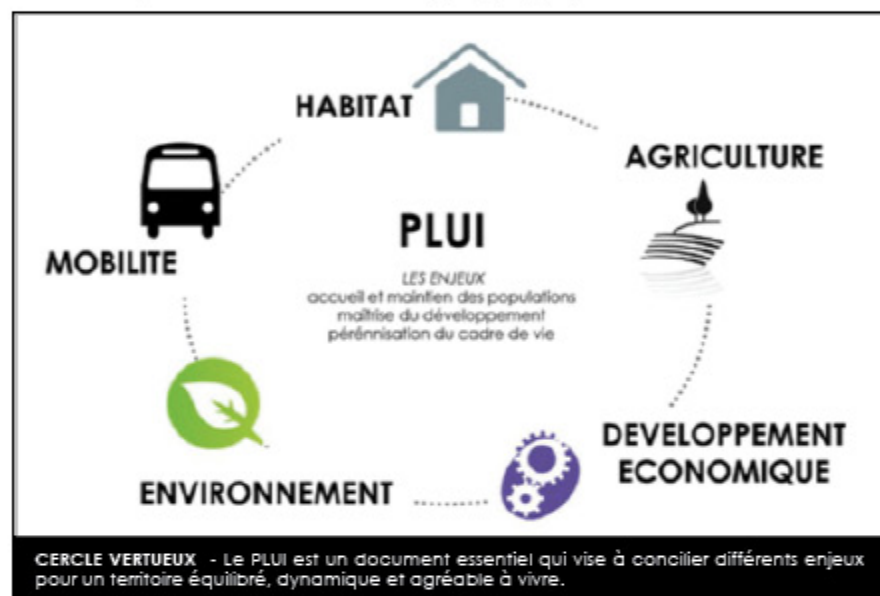 HABITAT
AGRICULTURE
MOBILITE
PLUI
LES ENJEUX
accueil et maintien des populations
maîtrise du développement
pérénnisation du cadre de vie
DEVELOPPEMENT
ECONOMIQUE
ENVIRONNEMENT
CERCLE VERTUEUX - Le PLUI est un document essentiel qui vise à concilier différents enjeux
pour un territoire équilibré, dynamique et agréable à vivre.